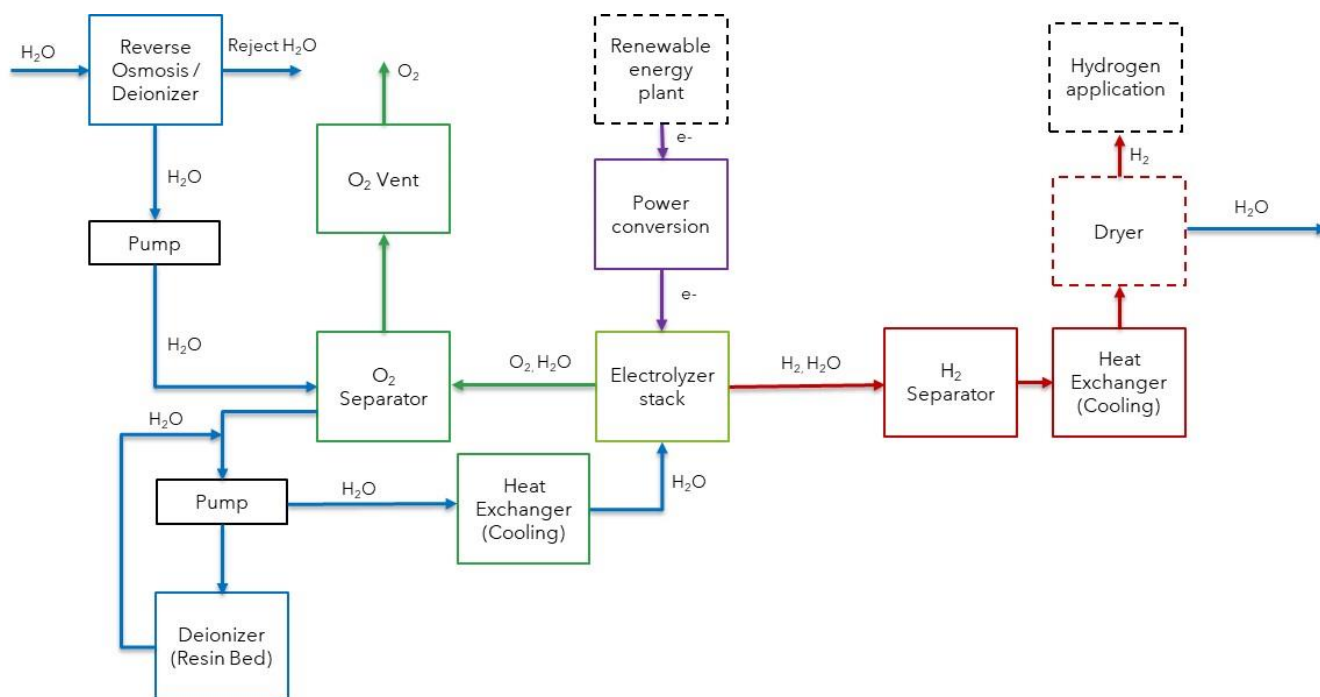 H₂O
Reverse
Osmosis /
Deionizer
Reject H₂O
H₂O
Pump
H₂O
O₂
O₂ Vent
Renewable
energy
plant
e-
Power
conversion
e-
Hydrogen
application
H₂
Dryer
H₂O
O₂
Separator
O₂, H₂O
Electrolyzer
stack
H₂, H₂O
H₂
Separator
Heat
Exchanger
(Cooling)
H₂O
Pump
H₂O
Heat
Exchanger
(Cooling)
H₂O
Deionizer
(Resin Bed)